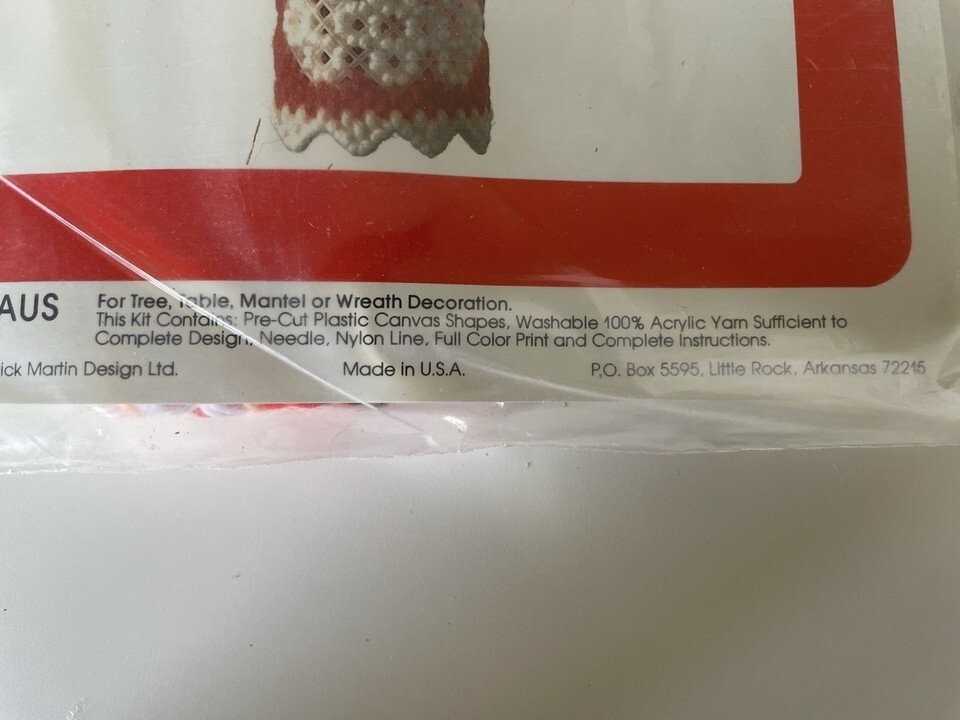 AUS
For Tree, Table, Mantel or Wreath Decoration.
This Kit Contains: Pre-Cut Plastic Canvas Shapes, Washable 100% Acrylic Yarn Sufficient to
Complete Design, Needle, Nylon Line, Full Color Print and Complete Instructions.
ick Martin Design Ltd. Made in U.S.A. P.O. Box 5595, Little Rock, Arkansas 72215